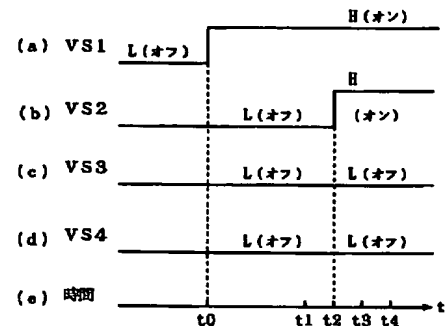 H(オン)
(a) VS1 L(オフ)
H
(b) VS2 L(オフ) (オン)
(c) VS3 L(オフ) L(オフ)
(d) VS4 L(オフ) L(オフ)
(e) 時間 t
t0 t1 t2 t3 t4